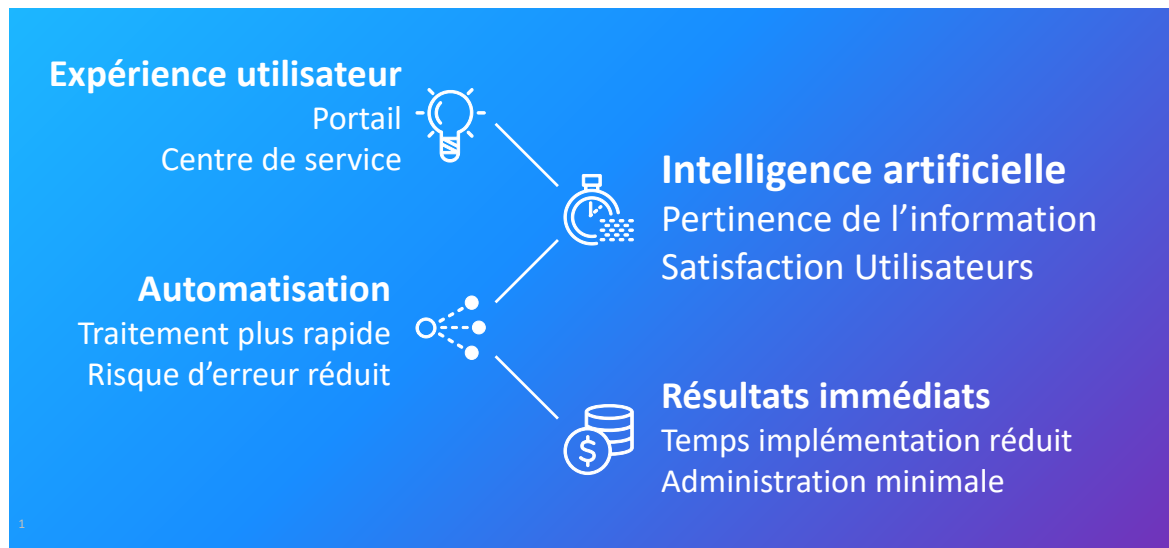 Expérience utilisateur
Portail
Centre de service
Intelligence artificielle
Pertinence de l’information
Satisfaction Utilisateurs
Automatisation
Traitement plus rapide
Risque d’erreur réduit
Résultats immédiats
Temps implémentation réduit
Administration minimale
$
1